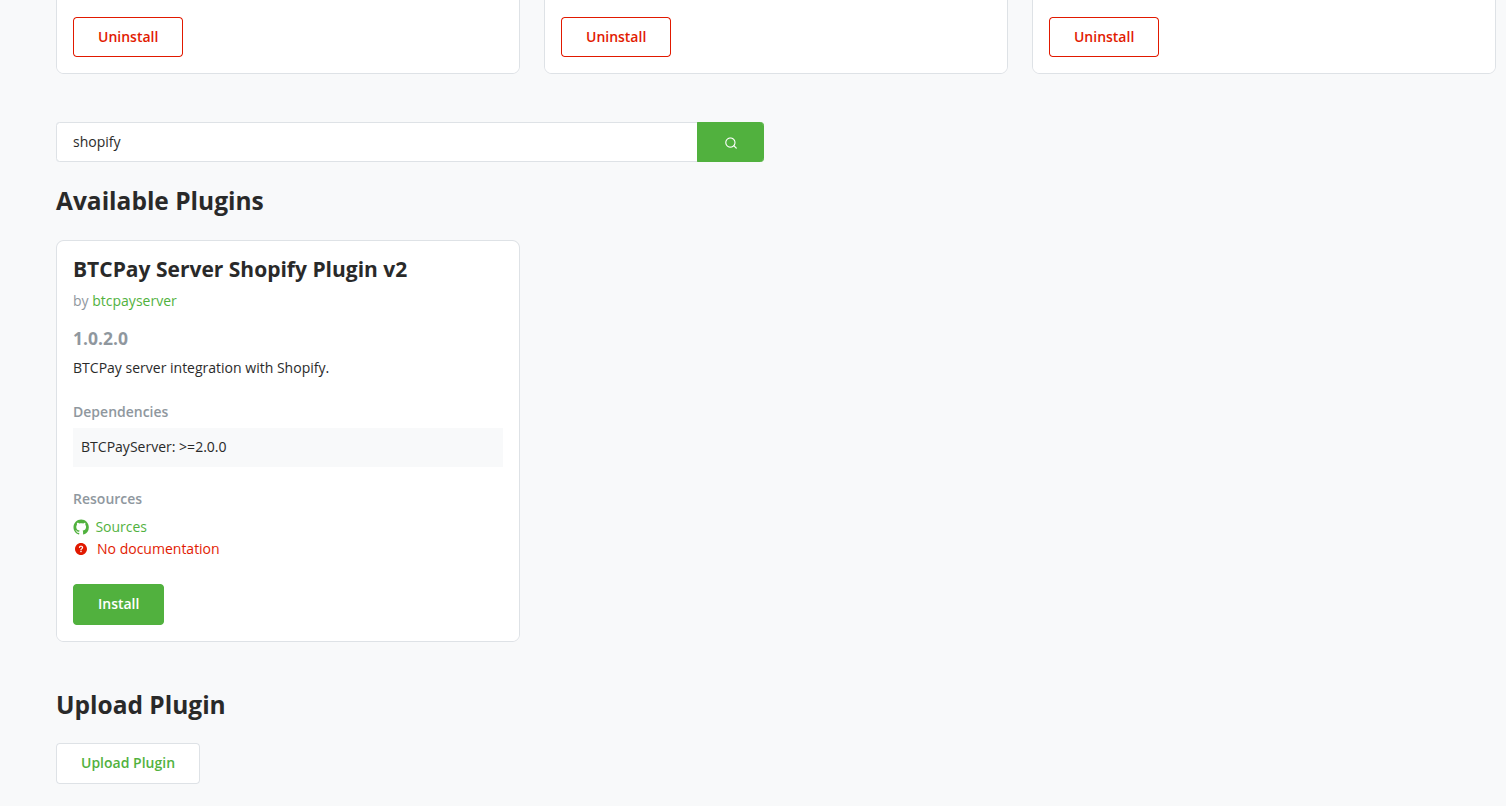 Uninstall
Uninstall
Uninstall
shopify
Available Plugins
BTCPay Server Shopify Plugin v2
by btcpayserver
1.0.2.0
BTCPay server integration with Shopify.
Dependencies
BTCPayServer: >=2.0.0
Resources
Sources
? No documentation
Install
Upload Plugin
Upload Plugin